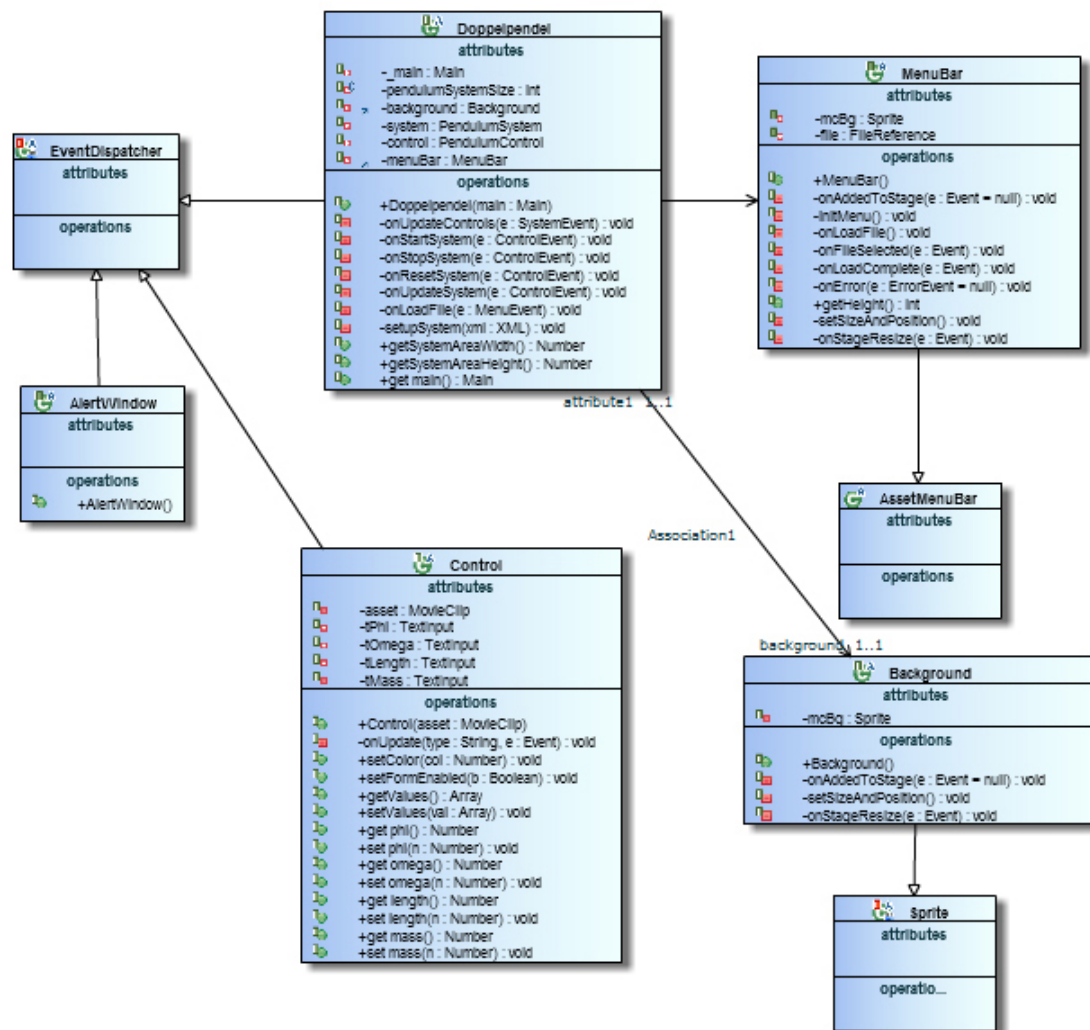 Doppelpendel
attributes
-_main : Main
-pendulumSystemSize : int
-background : Background
-system : PendulumSystem
-control : PendulumControl
-menuBar : MenuBar
operations
+Doppelpendel(main : Main)
-onUpdateControls(e : SystemEvent) : void
-onStartSystem(e : ControlEvent) : void
-onStopSystem(e : ControlEvent) : void
-onResetSystem(e : ControlEvent) : void
-onUpdateSystem(e : ControlEvent) : void
-onLoadFile(e : MenuEvent) : void
-setupSystem(xml : XML) : void
+getSystemAreaWidth() : Number
+getSystemAreaHeight() : Number
+get main() : Main
MenuBar
attributes
-mcBg : Sprite
-file : FileReference
operations
+MenuBar()
-onAddedToStage(e : Event = null) : void
-initMenu() : void
-onLoadFile() : void
-onFileSelected(e : Event) : void
-onLoadComplete(e : Event) : void
-onError(e : ErrorEvent = null) : void
+getHeight() : int
-setSizeAndPosition() : void
-onStageResize(e : Event) : void
EventDispatcher
attributes
operations
AlertWindow
attributes
operations
+AlertWindow()
attribute1 1..1
Association1
background 1..1
AssetMenuBar
attributes
operations
Control
attributes
-asset : MovieClip
-tPhi : TextInput
-tOmega : TextInput
-tLength : TextInput
-tMass : TextInput
operations
+Control(asset : MovieClip)
-onUpdate(type : String, e : Event) : void
+setColor(col : Number) : void
+setFormEnabled(b : Boolean) : void
+getValues() : Array
+setValues(val : Array) : void
+get phi() : Number
+set phi(n : Number) : void
+get omega() : Number
+set omega(n : Number) : void
+get length() : Number
+set length(n : Number) : void
+get mass() : Number
+set mass(n : Number) : void
Background
attributes
-mcBg : Sprite
operations
+Background()
-onAddedToStage(e : Event = null) : void
-setSizeAndPosition() : void
-onStageResize(e : Event) : void
Sprite
attributes
operatio...